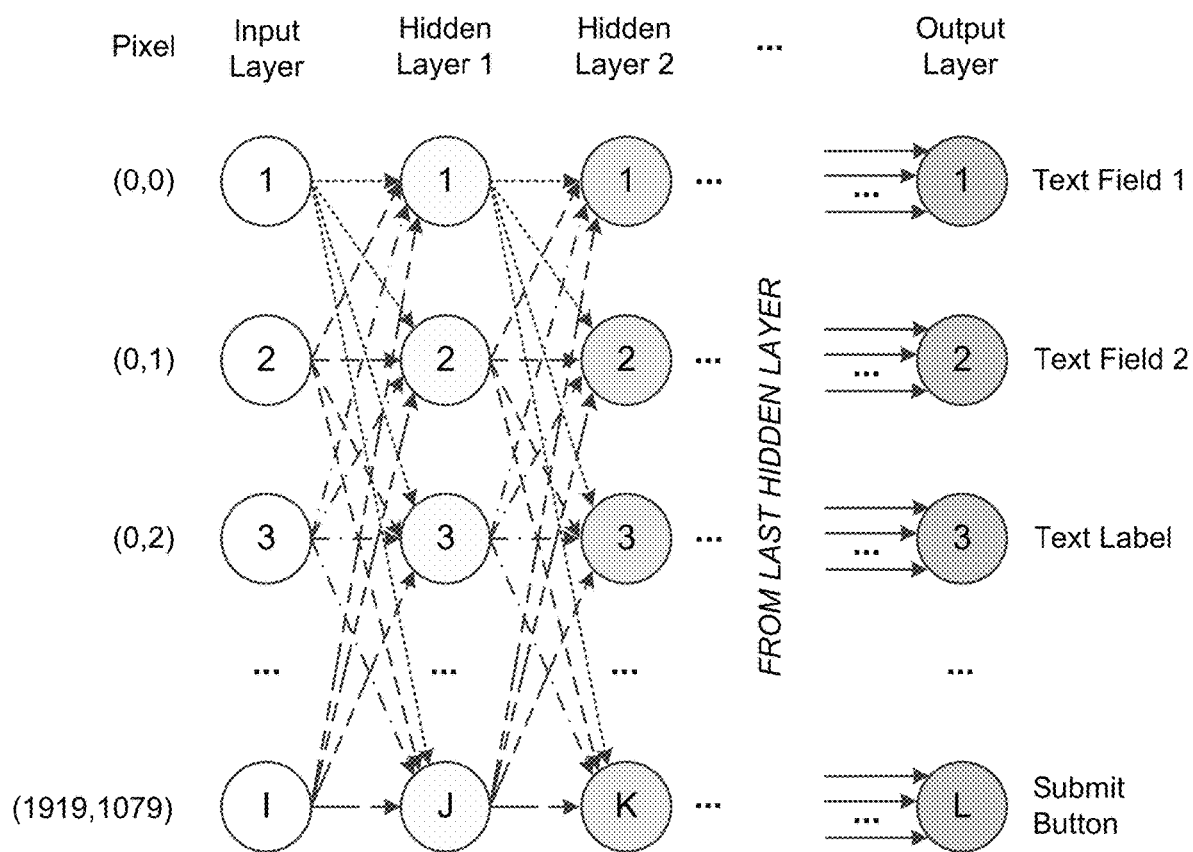 Pixel
Input
Layer
Hidden
Layer 1
Hidden
Layer 2
...
Output
Layer
(0,0)
1
1
1
...
...
1
Text Field 1
(0,1)
2
2
2
...
...
2
Text Field 2
(0,2)
3
3
3
...
...
3
Text Label
FROM LAST HIDDEN LAYER
...
...
...
...
(1919,1079)
I
J
K
...
...
L
Submit
Button